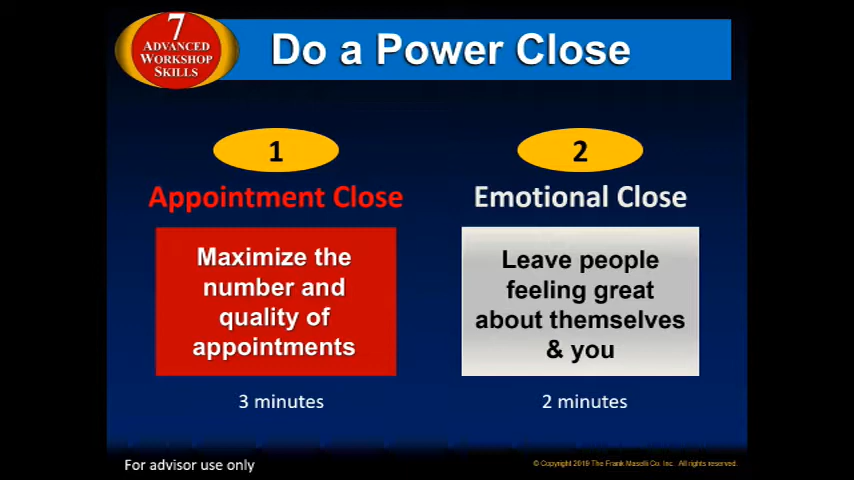 7
ADVANCED
WORKSHOP
SKILLS
Do a Power Close
1
Appointment Close
Maximize the
number and
quality of
appointments
3 minutes
2
Emotional Close
Leave people
feeling great
about themselves
& you
2 minutes
For advisor use only
© Copyright 2019 The Frank Maselli Co. Inc. All rights reserved.